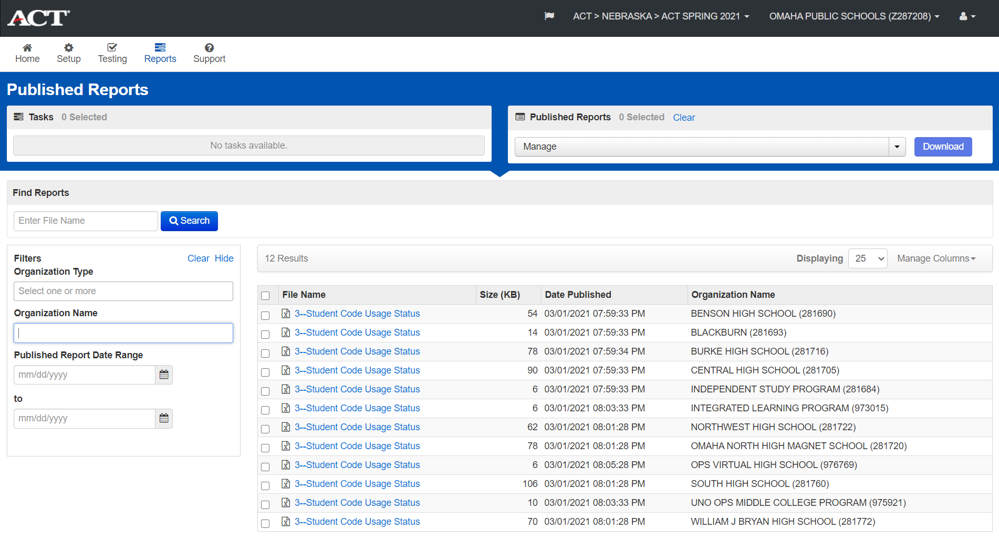 ACT
ACT > NEBRASKA > ACT SPRING 2021
OMAHA PUBLIC SCHOOLS (Z287208)
Home
Setup
Testing
Reports
Support
Published Reports
Tasks 0 Selected
No tasks available.
Published Reports 0 Selected Clear
Manage
Download
Find Reports
Enter File Name
Search
Filters Clear Hide
Organization Type
Select one or more
Organization Name
Published Report Date Range
mm/dd/yyyy
to
mm/dd/yyyy
12 Results
Displaying 25 Manage Columns
File Name Size (KB) Date Published Organization Name
3--Student Code Usage Status 54 03/01/2021 07:59:33 PM BENSON HIGH SCHOOL (281690)
3--Student Code Usage Status 14 03/01/2021 07:59:33 PM BLACKBURN (281693)
3--Student Code Usage Status 78 03/01/2021 07:59:34 PM BURKE HIGH SCHOOL (281716)
3--Student Code Usage Status 90 03/01/2021 07:59:33 PM CENTRAL HIGH SCHOOL (281705)
3--Student Code Usage Status 6 03/01/2021 07:59:33 PM INDEPENDENT STUDY PROGRAM (281684)
3--Student Code Usage Status 6 03/01/2021 08:03:33 PM INTEGRATED LEARNING PROGRAM (973015)
3--Student Code Usage Status 62 03/01/2021 08:01:28 PM NORTHWEST HIGH SCHOOL (281722)
3--Student Code Usage Status 78 03/01/2021 08:01:28 PM OMAHA NORTH HIGH MAGNET SCHOOL (281720)
3--Student Code Usage Status 6 03/01/2021 08:05:28 PM OPS VIRTUAL HIGH SCHOOL (976769)
3--Student Code Usage Status 106 03/01/2021 08:01:28 PM SOUTH HIGH SCHOOL (281760)
3--Student Code Usage Status 10 03/01/2021 08:03:33 PM UNO OPS MIDDLE COLLEGE PROGRAM (975921)
3--Student Code Usage Status 70 03/01/2021 08:01:28 PM WILLIAM J BRYAN HIGH SCHOOL (281772)